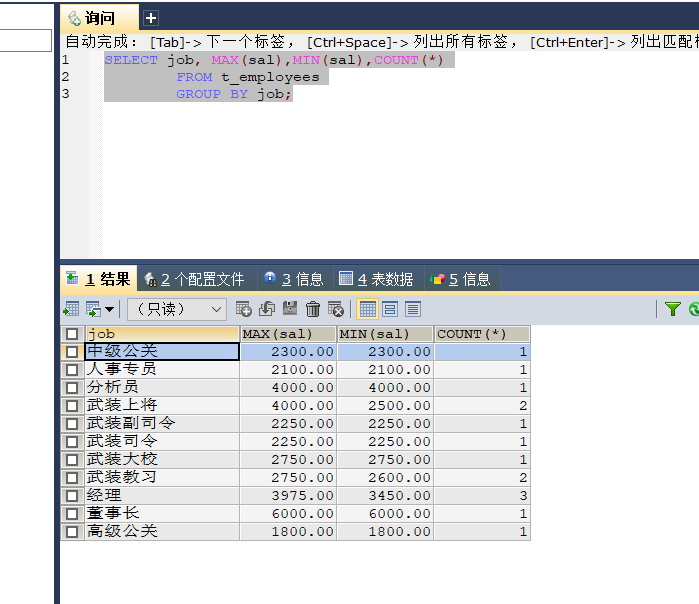 询问
自动完成： [Tab]-> 下一个标签， [Ctrl+Space]-> 列出所有标签， [Ctrl+Enter]-> 列出匹配
1 SELECT job, MAX(sal),MIN(sal),COUNT(*)
2 FROM t_employees
3 GROUP BY job;
1 结果 2 个配置文件 3 信息 4 表数据 5 信息
（只读）
job MAX(sal) MIN(sal) COUNT(*)
中级公关 2300.00 2300.00 1
人事专员 2100.00 2100.00 1
分析员 4000.00 4000.00 1
武装上将 4000.00 2500.00 2
武装副司令 2250.00 2250.00 1
武装司令 2250.00 2250.00 1
武装大校 2750.00 2750.00 1
武装教习 2750.00 2600.00 2
经理 3975.00 3450.00 3
董事长 6000.00 6000.00 1
高级公关 1800.00 1800.00 1